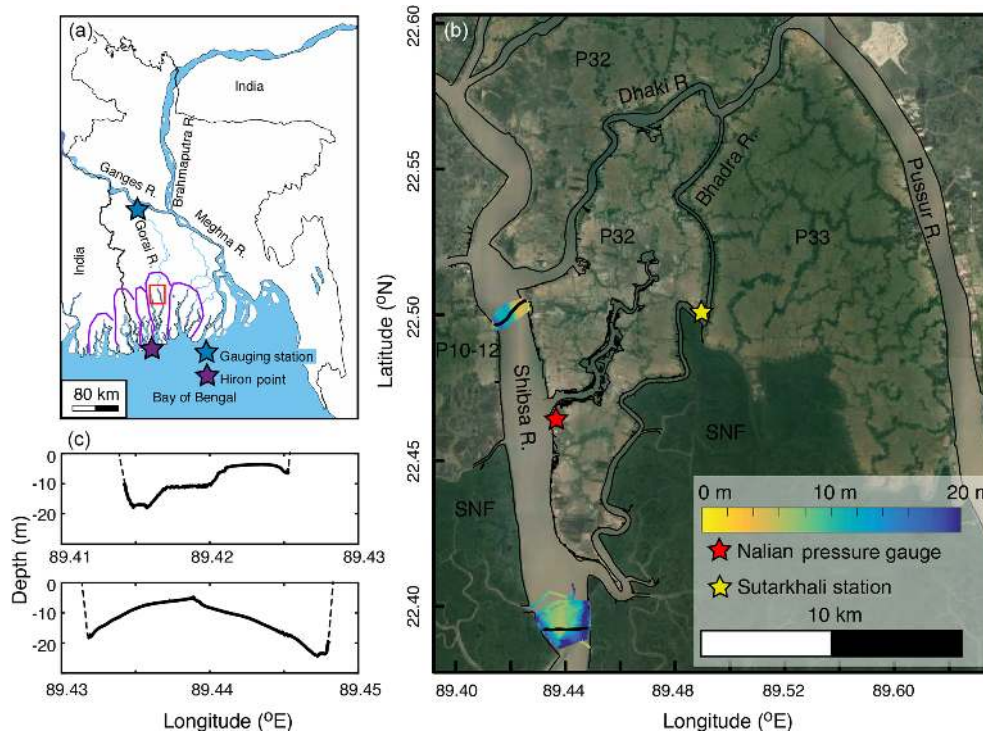 (a)
India
Ganges R.
Brahmaputra R.
Gorai R.
Meghna R.
India
Gauging station
Hiron point
80 km
Bay of Bengal
(b)
22.60
22.55
22.50
22.45
22.40
Latitude (°N)
P32
Dhaki R.
Bhadra R.
Pussur R.
P32
P33
P10-12
Shibsa R.
SNF
SNF
0 m 10 m 20 m
Nalian pressure gauge
Sutarkhali station
10 km
89.40 89.44 89.48 89.52 89.60
Longitude (°E)
(c)
0
-10
-20
89.41 89.42 89.43
Depth (m)
0
-10
-20
89.43 89.44 89.45
Longitude (°E)